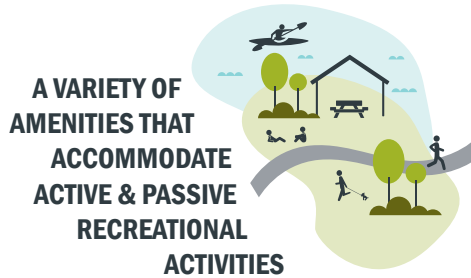 A VARIETY OF
AMENITIES THAT
ACCOMMODATE
ACTIVE & PASSIVE
RECREATIONAL
ACTIVITIES